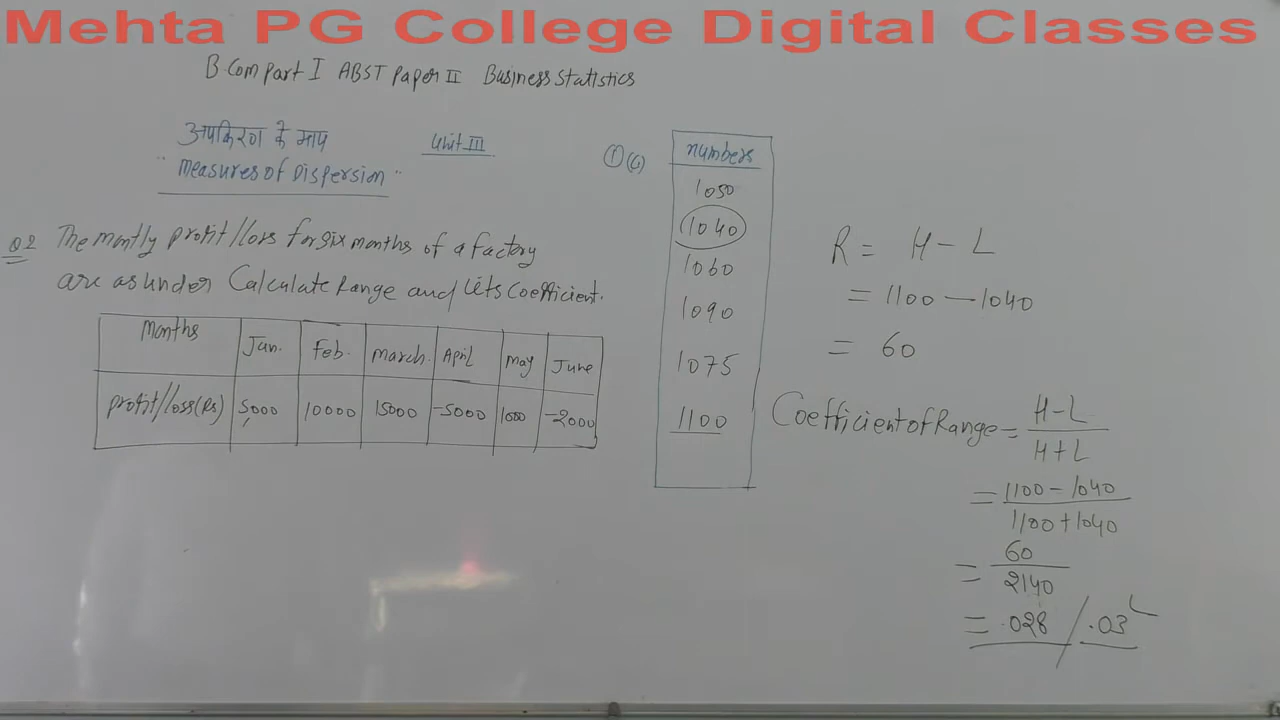 Mehta PG College Digital Classes
B.Com Part I ABST Paper II Business Statistics
अपकिरण के माप
Unit III
"Measures of Dispersion"
Q2 The montly profit/loss for six months of a factory
are as under Calculate Range and its Coefficient.
Months Jan. Feb. March. April May June
profit/loss(Rs) 5000 10000 15000 -5000 1000 -2000
numbers
1050
1040
1060
1090
1075
1100
R = H - L
= 1100 - 1040
= 60
Coefficient of Range = H-L
H+L
= 1100 - 1040
1100 + 1040
= 60
2140
= .028 / .03